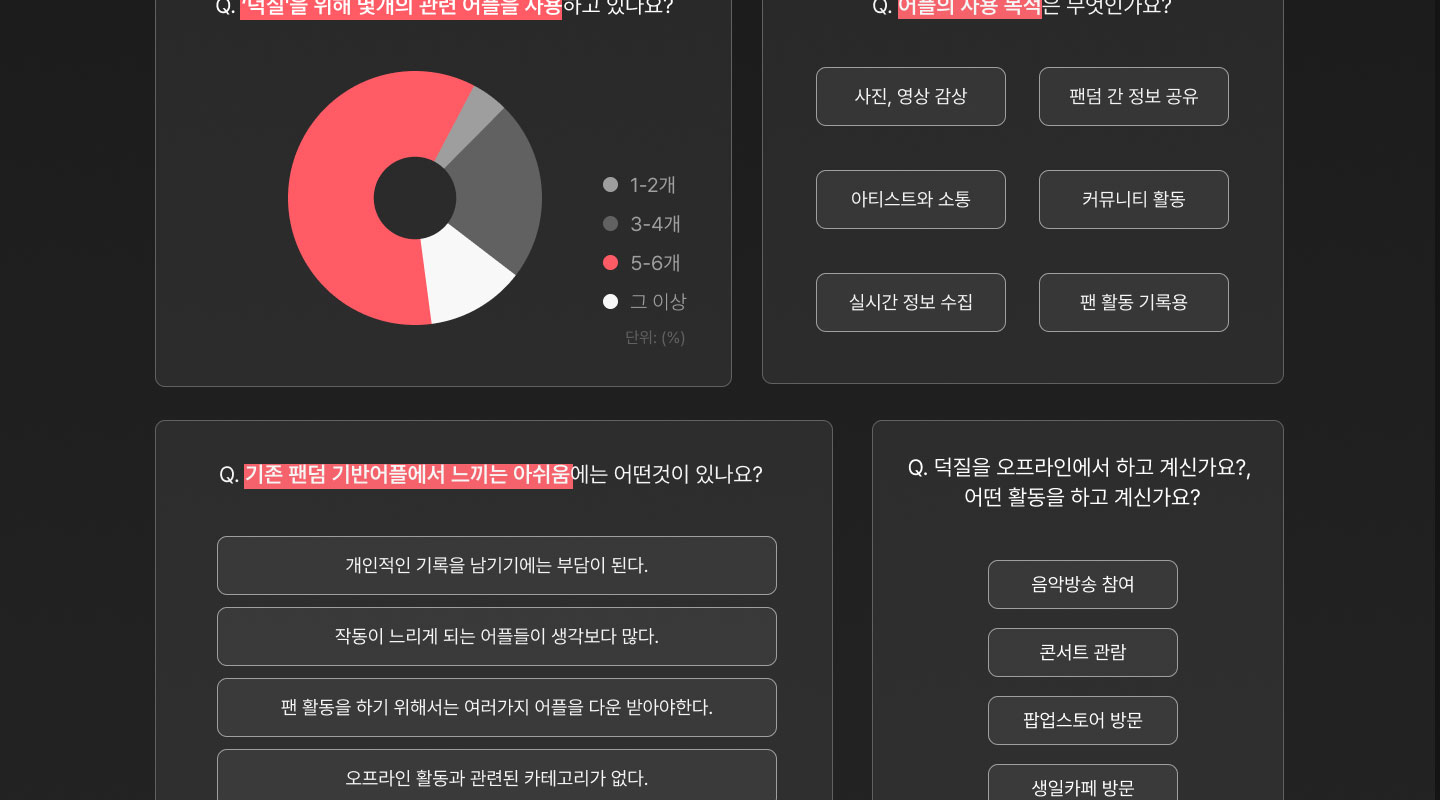 Q. '덕질'을 위해 몇개의 관련 어플을 사용하고 있나요?
1-2개
3-4개
5-6개
그 이상
단위: (%)
Q. 어플의 사용 목적은 무엇인가요?
사진, 영상 감상
팬덤 간 정보 공유
아티스트와 소통
커뮤니티 활동
실시간 정보 수집
팬 활동 기록용
Q. 기존 팬덤 기반어플에서 느끼는 아쉬움에는 어떤것이 있나요?
개인적인 기록을 남기기에는 부담이 된다.
작동이 느리게 되는 어플들이 생각보다 많다.
팬 활동을 하기 위해서는 여러가지 어플을 다운 받아야한다.
오프라인 활동과 관련된 카테고리가 없다.
Q. 덕질을 오프라인에서 하고 계신가요?,
어떤 활동을 하고 계신가요?
음악방송 참여
콘서트 관람
팝업스토어 방문
생일카페 방문